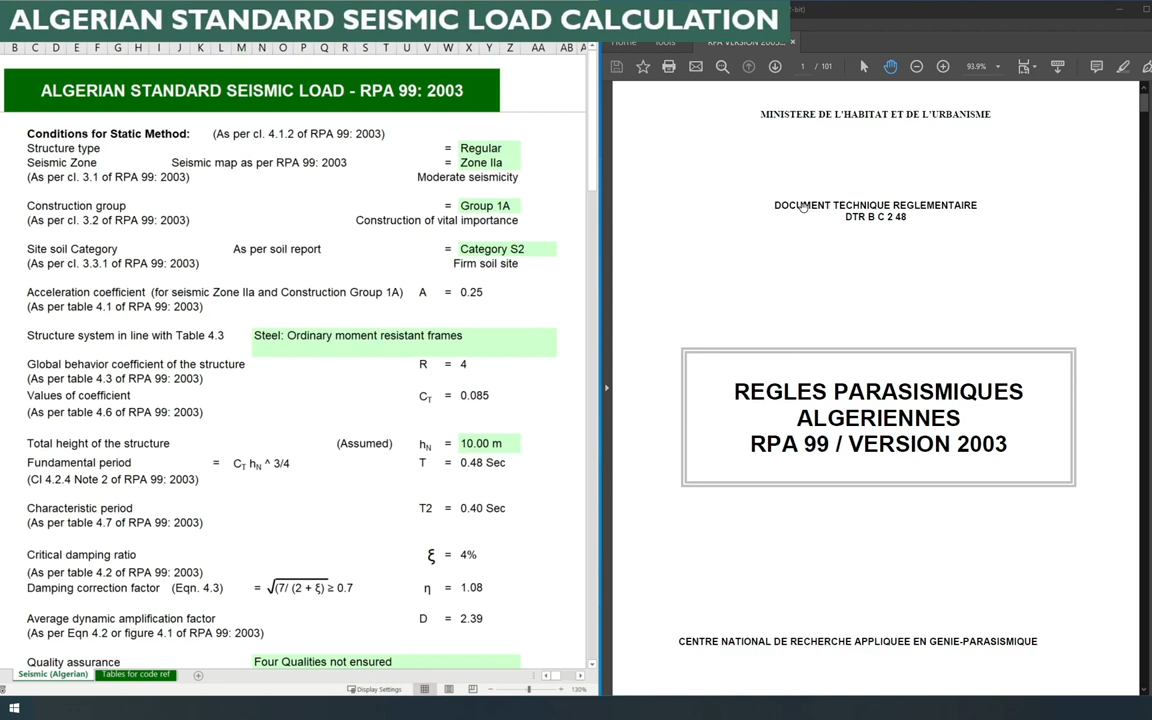 ALGERIAN STANDARD SEISMIC LOAD CALCULATION
B C D E F G H I J K L M N O P Q R S T U V W X Y Z AA AB
ALGERIAN STANDARD SEISMIC LOAD - RPA 99: 2003
Conditions for Static Method: (As per cl. 4.1.2 of RPA 99: 2003)
Structure type = Regular
Seismic Zone Seismic map as per RPA 99: 2003 = Zone IIa
(As per cl. 3.1 of RPA 99: 2003) Moderate seismicity
Construction group = Group 1A
(As per cl. 3.2 of RPA 99: 2003) Construction of vital importance
Site soil Category As per soil report = Category S2
(As per cl. 3.3.1 of RPA 99: 2003) Firm soil site
Acceleration coefficient (for seismic Zone IIa and Construction Group 1A) A = 0.25
(As per table 4.1 of RPA 99: 2003)
Structure system in line with Table 4.3 Steel: Ordinary moment resistant frames
Global behavior coefficient of the structure R = 4
(As per table 4.3 of RPA 99: 2003)
Values of coefficient CT = 0.085
(As per table 4.6 of RPA 99: 2003)
Total height of the structure (Assumed) hN = 10.00 m
Fundamental period = CT hN ^ 3/4 T = 0.48 Sec
(Cl 4.2.4 Note 2 of RPA 99: 2003)
Characteristic period T2 = 0.40 Sec
(As per table 4.7 of RPA 99: 2003)
Critical damping ratio ξ = 4%
(As per table 4.2 of RPA 99: 2003)
Damping correction factor (Eqn. 4.3) = √(7/ (2 + ξ) ≥ 0.7 η = 1.08
Average dynamic amplification factor D = 2.39
(As per Eqn 4.2 or figure 4.1 of RPA 99: 2003)
Quality assurance Four Qualities not ensured
Seismic (Algerian) Tables for code ref
Display Settings 130%
Home Tools RPA VERSION 2003... ×
1 / 101 93.9%
MINISTERE DE L'HABITAT ET DE L'URBANISME
DOCUMENT TECHNIQUE REGLEMENTAIRE
DTR B C 2 48
REGLES PARASISMIQUES
ALGERIENNES
RPA 99 / VERSION 2003
CENTRE NATIONAL DE RECHERCHE APPLIQUEE EN GENIE-PARASISMIQUE